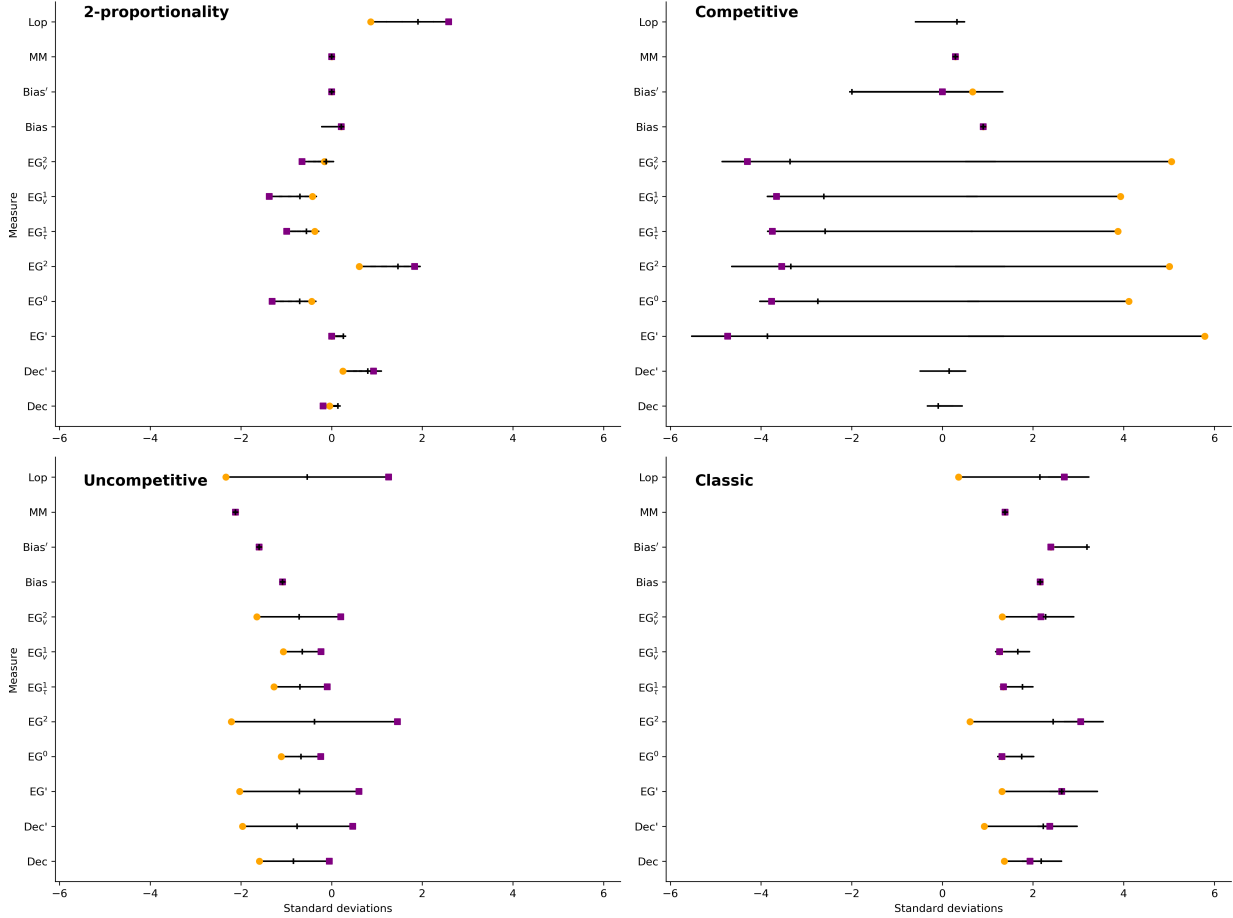 2-proportionality
Lop
MM
Bias′
Bias
EG²ᵥ
EG¹ᵥ
EG¹τ
EG²
EG⁰
EG'
Dec'
Dec
Measure
−6 −4 −2 0 2 4 6
Competitive
Lop
MM
Bias′
Bias
EG²ᵥ
EG¹ᵥ
EG¹τ
EG²
EG⁰
EG'
Dec'
Dec
−6 −4 −2 0 2 4 6
Uncompetitive
Lop
MM
Bias′
Bias
EG²ᵥ
EG¹ᵥ
EG¹τ
EG²
EG⁰
EG'
Dec'
Dec
Measure
−6 −4 −2 0 2 4 6
Standard deviations
Classic
Lop
MM
Bias′
Bias
EG²ᵥ
EG¹ᵥ
EG¹τ
EG²
EG⁰
EG'
Dec'
Dec
−6 −4 −2 0 2 4 6
Standard deviations